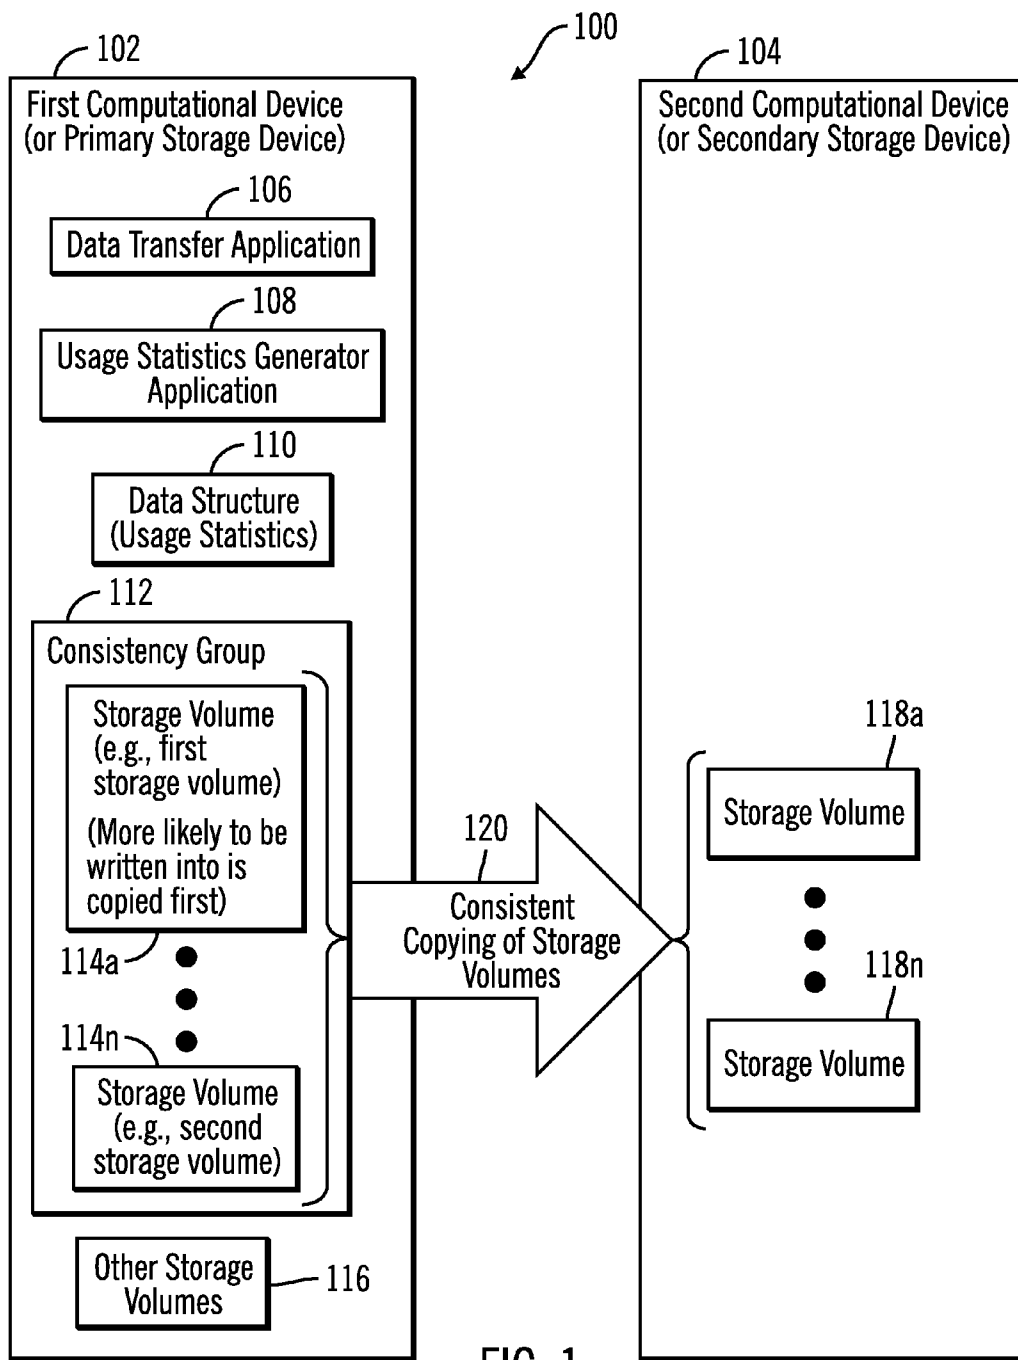 100
102
First Computational Device
(or Primary Storage Device)
106
Data Transfer Application
108
Usage Statistics Generator
Application
110
Data Structure
(Usage Statistics)
112
Consistency Group
Storage Volume
(e.g., first
storage volume)
(More likely to be
written into is
copied first)
114a
114n
Storage Volume
(e.g., second
storage volume)
Other Storage
Volumes
116
120
Consistent
Copying of Storage
Volumes
104
Second Computational Device
(or Secondary Storage Device)
118a
Storage Volume
118n
Storage Volume
FIG. 1